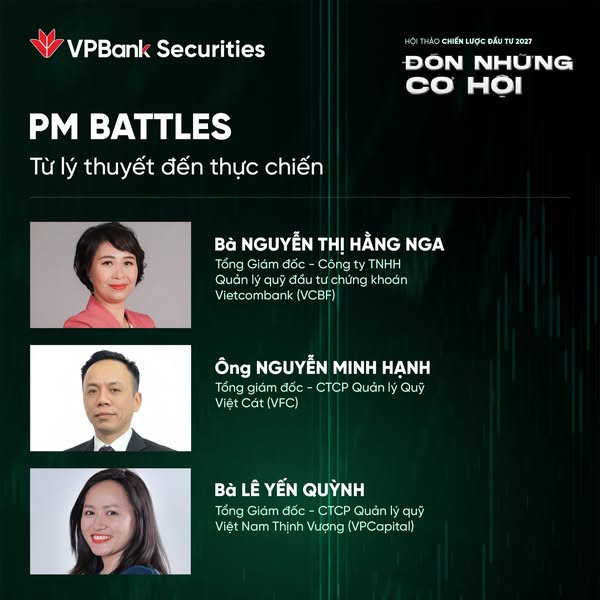 VPBank Securities
HỘI THẢO CHIẾN LƯỢC ĐẦU TƯ 2027
ĐÓN NHỮNG
CƠ HỘI
PM BATTLES
Từ lý thuyết đến thực chiến
Bà NGUYỄN THỊ HẰNG NGA
Tổng Giám đốc - Công ty TNHH
Quản lý quỹ đầu tư chứng khoán
Vietcombank (VCBF)
Ông NGUYỄN MINH HẠNH
Tổng giám đốc - CTCP Quản lý Quỹ
Việt Cát (VFC)
Bà LÊ YẾN QUỲNH
Tổng Giám đốc - CTCP Quản lý quỹ
Việt Nam Thịnh Vượng (VPCapital)